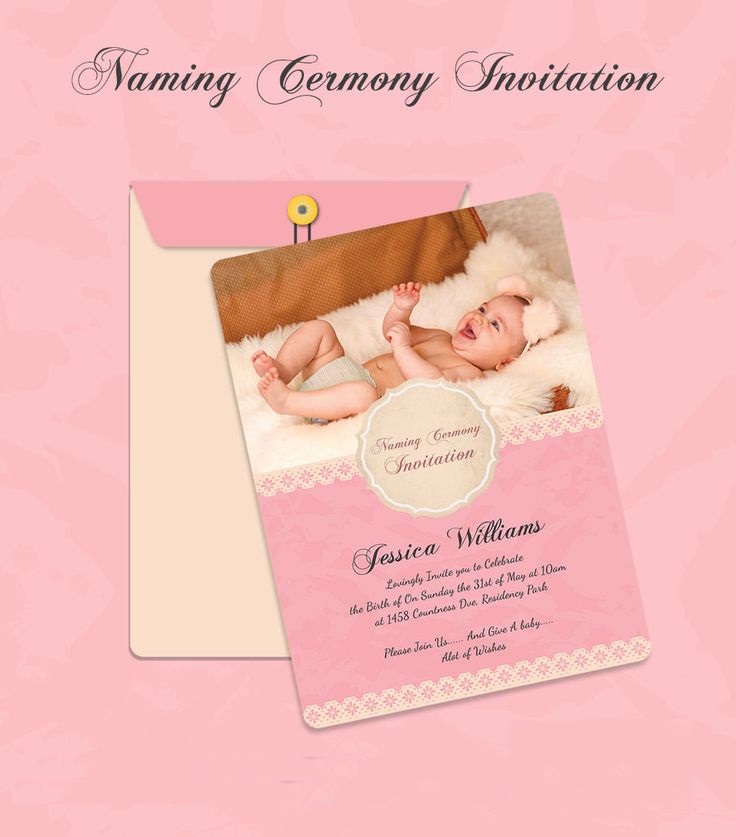 Naming Cermony Invitation
Naming Cermony
Invitation
Jessica Williams
Lovingly Invite you to Celebrate
the Birth of On Sunday the 31st of May at 10am
at 1458 Countness Dve, Residency Park
Please Join Us...... And Give A baby.....
Alot of Wishes